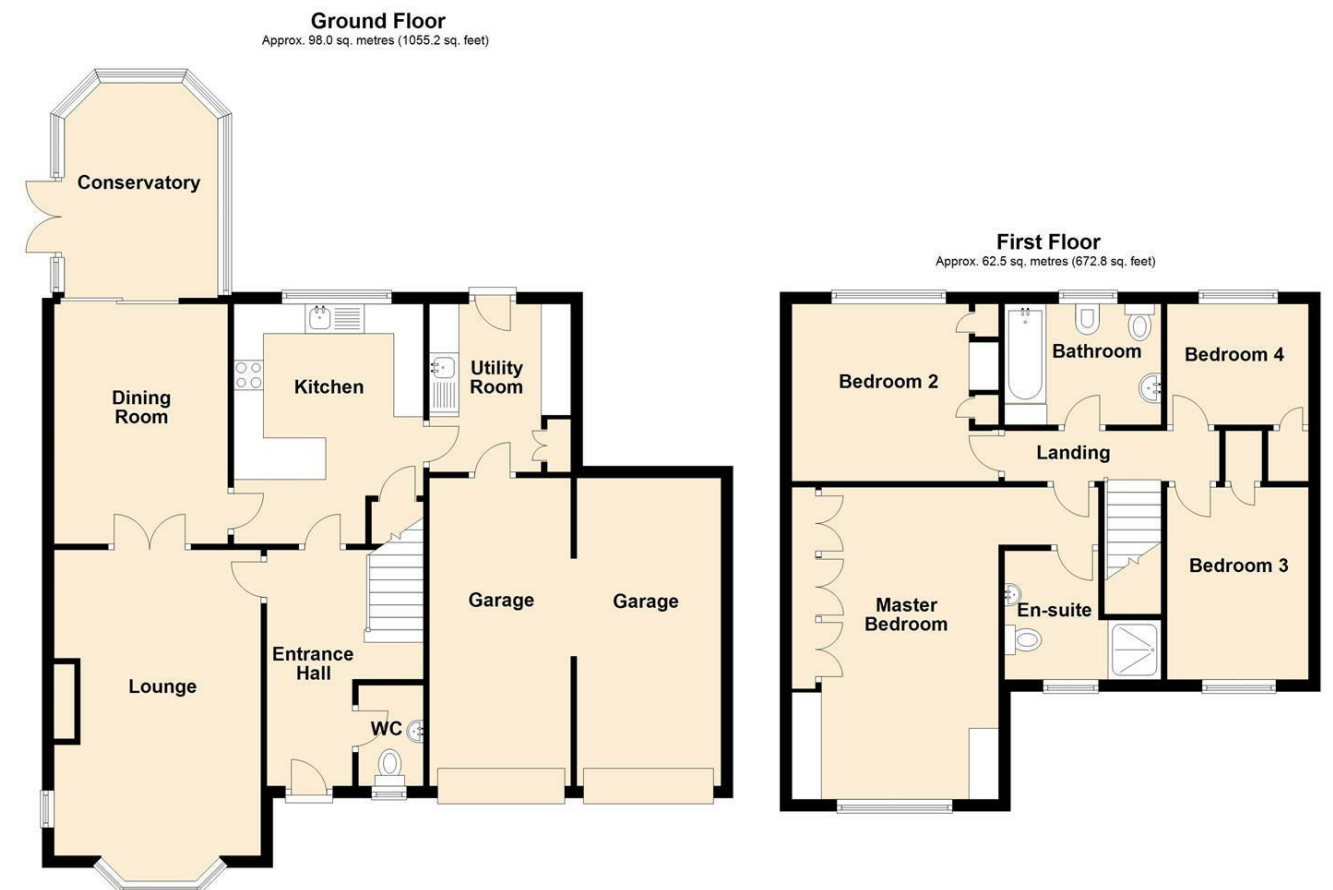 Ground Floor
Approx. 98.0 sq. metres (1055.2 sq. feet)
Conservatory
Dining
Room
Kitchen
Utility
Room
Garage
Garage
Lounge
Entrance
Hall
WC
First Floor
Approx. 62.5 sq. metres (672.8 sq. feet)
Bedroom 2
Bathroom
Bedroom 4
Landing
Master
Bedroom
En-suite
Bedroom 3